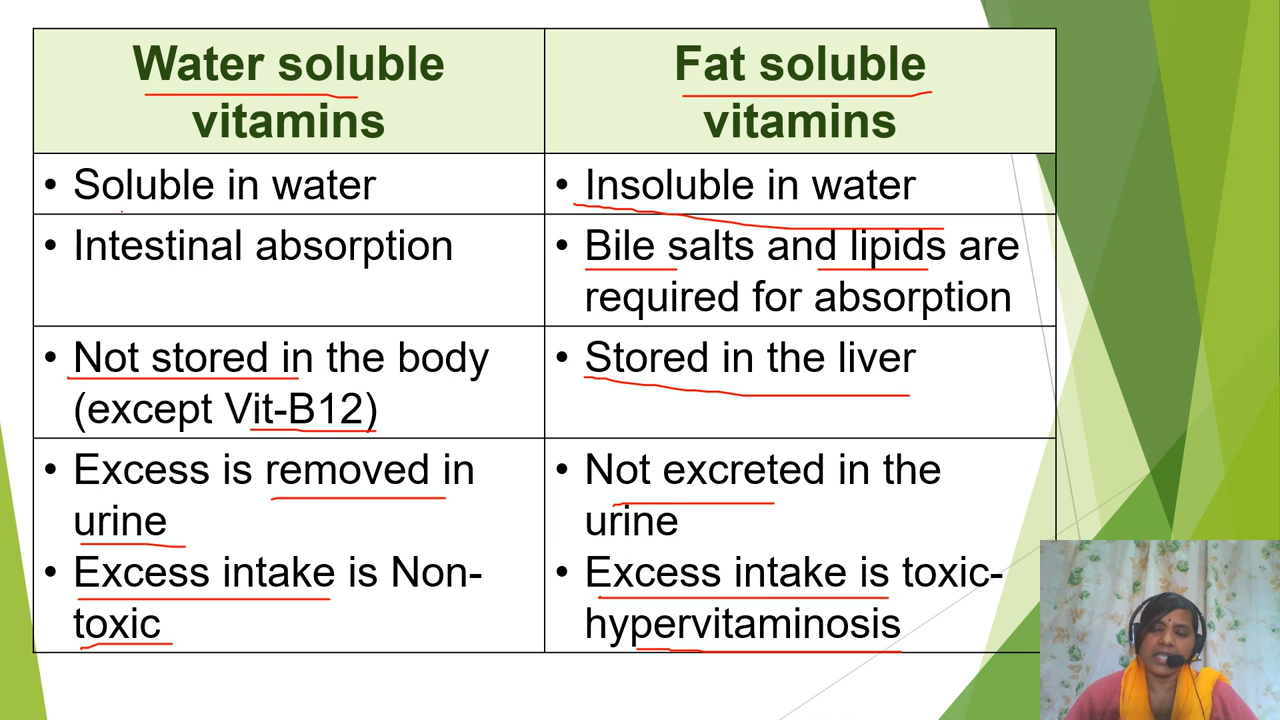 Water soluble
vitamins
Fat soluble
vitamins
• Soluble in water
• Insoluble in water
• Intestinal absorption
• Bile salts and lipids are
required for absorption
• Not stored in the body
(except Vit-B12)
• Stored in the liver
• Excess is removed in
urine
• Excess intake is Non-
toxic
• Not excreted in the
urine
• Excess intake is toxic-
hypervitaminosis